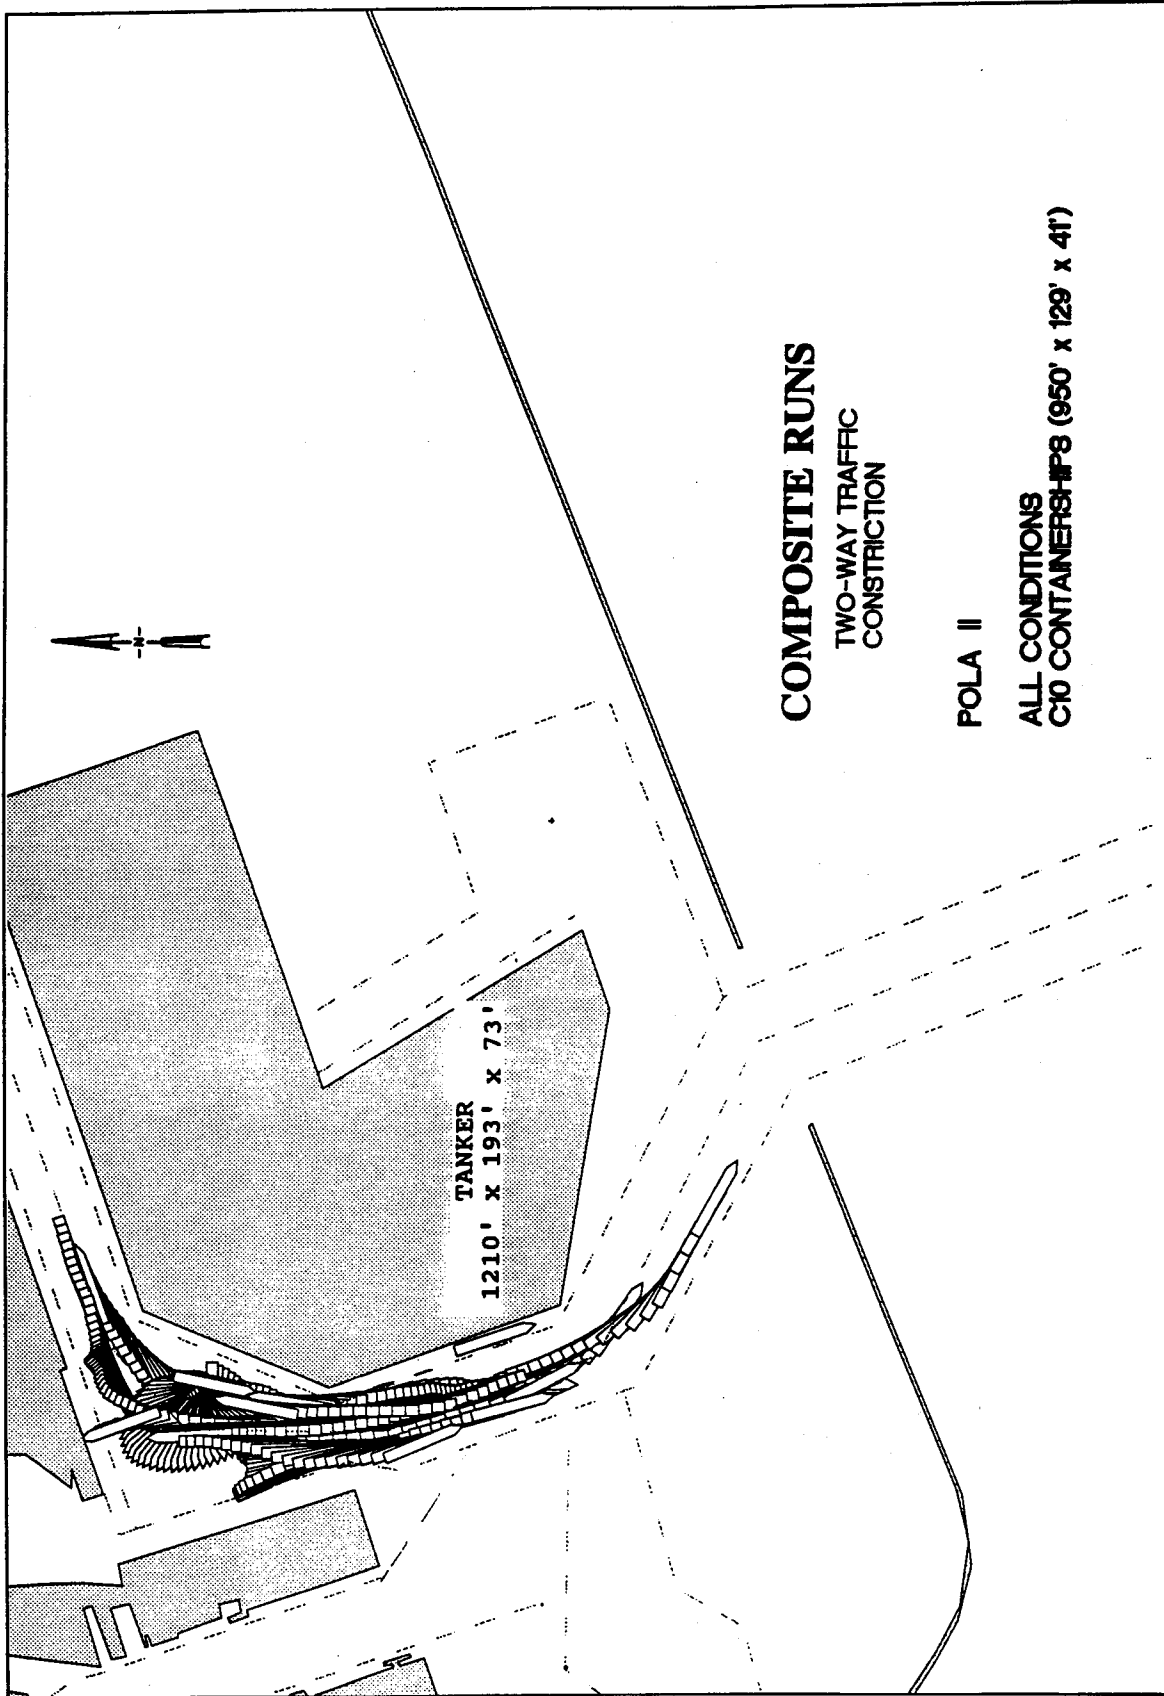 -N-
TANKER
1210' x 193' x 73'
COMPOSITE RUNS
TWO-WAY TRAFFIC
CONSTRICTION
POLA II
ALL CONDITIONS
C10 CONTAINERSHIPS (950' x 129' x 41')